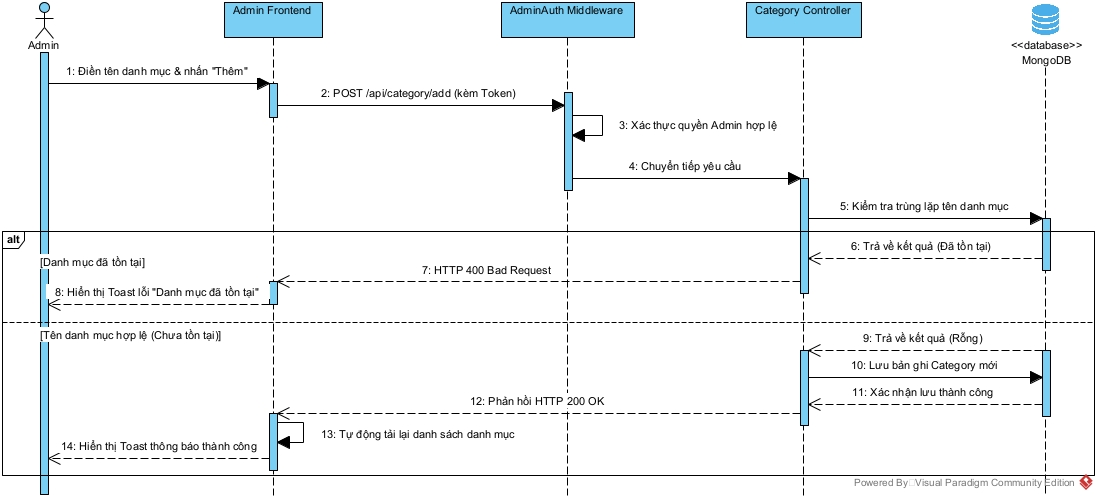 Admin Frontend
AdminAuth Middleware
Category Controller
Admin
<<database>>
MongoDB
1: Điền tên danh mục & nhấn "Thêm"
2: POST /api/category/add (kèm Token)
3: Xác thực quyền Admin hợp lệ
4: Chuyển tiếp yêu cầu
5: Kiểm tra trùng lặp tên danh mục
alt
6: Trả về kết quả (Đã tồn tại)
[Danh mục đã tồn tại]
7: HTTP 400 Bad Request
8: Hiển thị Toast lỗi "Danh mục đã tồn tại"
[Tên danh mục hợp lệ (Chưa tồn tại)]
9: Trả về kết quả (Rỗng)
10: Lưu bản ghi Category mới
11: Xác nhận lưu thành công
12: Phản hồi HTTP 200 OK
13: Tự động tải lại danh sách danh mục
14: Hiển thị Toast thông báo thành công
Powered By Visual Paradigm Community Edition